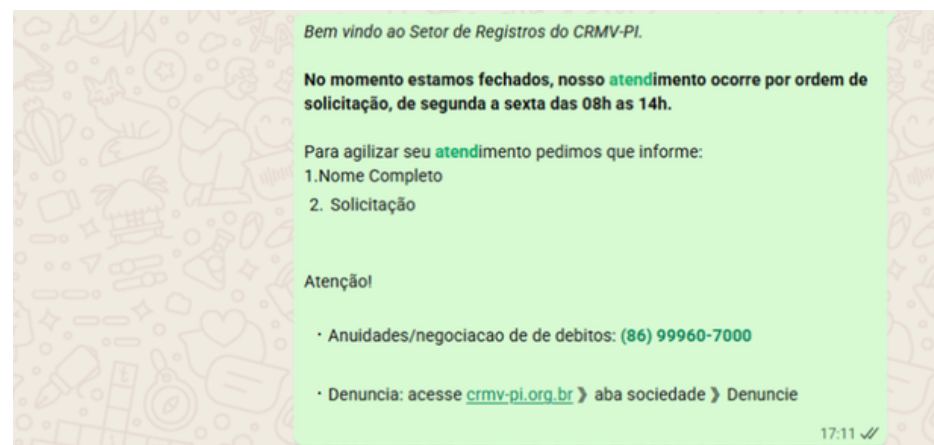 Bem vindo ao Setor de Registros do CRMV-PI.
No momento estamos fechados, nosso atendimento ocorre por ordem de
solicitação, de segunda a sexta das 08h as 14h.
Para agilizar seu atendimento pedimos que informe:
1.Nome Completo
2. Solicitação
Atenção!
· Anuidades/negociacao de de debitos: (86) 99960-7000
· Denuncia: acesse crmv-pi.org.br ❯ aba sociedade ❯ Denuncie
17:11